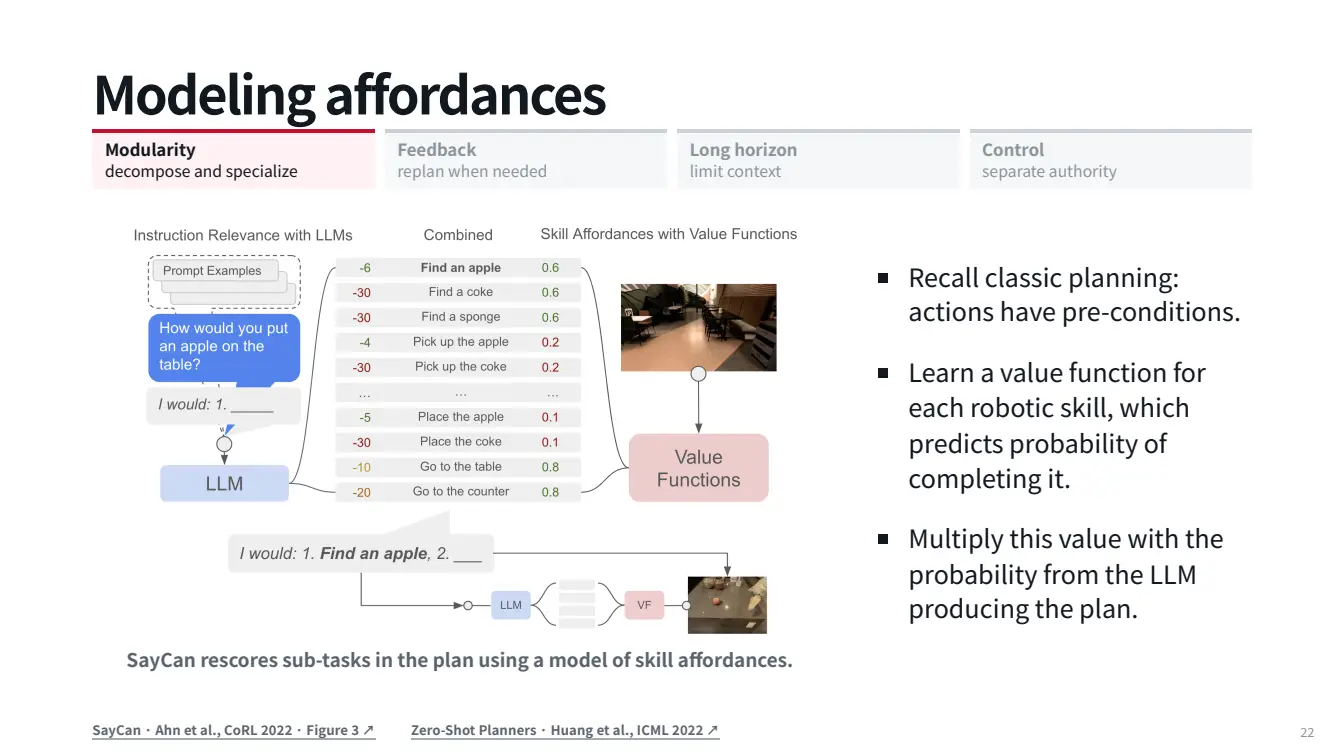 Modeling affordances
Modularity
decompose and specialize
Feedback
replan when needed
Long horizon
limit context
Control
separate authority
Instruction Relevance with LLMs
Combined
Skill Affordances with Value Functions
Prompt Examples
How would you put
an apple on the
table?
I would: 1. _____
LLM
-6 Find an apple 0.6
-30 Find a coke 0.6
-30 Find a sponge 0.6
-4 Pick up the apple 0.2
-30 Pick up the coke 0.2
... ... ...
-5 Place the apple 0.1
-30 Place the coke 0.1
-10 Go to the table 0.8
-20 Go to the counter 0.8
Value
Functions
I would: 1. Find an apple, 2. ___
LLM
VF
SayCan rescores sub-tasks in the plan using a model of skill affordances.
▪ Recall classic planning:
actions have pre-conditions.
▪ Learn a value function for
each robotic skill, which
predicts probability of
completing it.
▪ Multiply this value with the
probability from the LLM
producing the plan.
SayCan · Ahn et al., CoRL 2022 · Figure 3 ↗
Zero-Shot Planners · Huang et al., ICML 2022 ↗
22